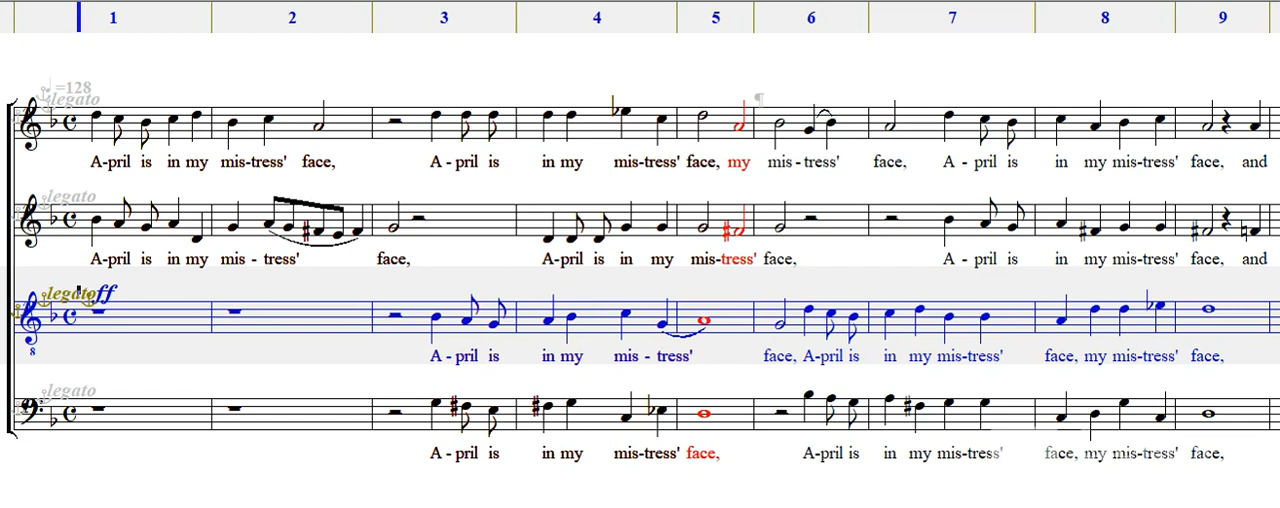 1 2 3 4 5 6 7 8 9
=128
legato
A-pril is in my mis-tress' face, A - pril is in my mis-tress' face, my mis - tress' face, A - pril is in my mis-tress' face, and
legato
A-pril is in my mis - tress' face, A-pril is in my mis-tress' face, A - pril is in my mis-tress' face, and
legato ff
8
A - pril is in my mis - tress' face, A-pril is in my mis-tress' face, my mis-tress' face,
legato
A - pril is in my mis-tress' face, A-pril is in my mis-tress' face, my mis-tress' face,